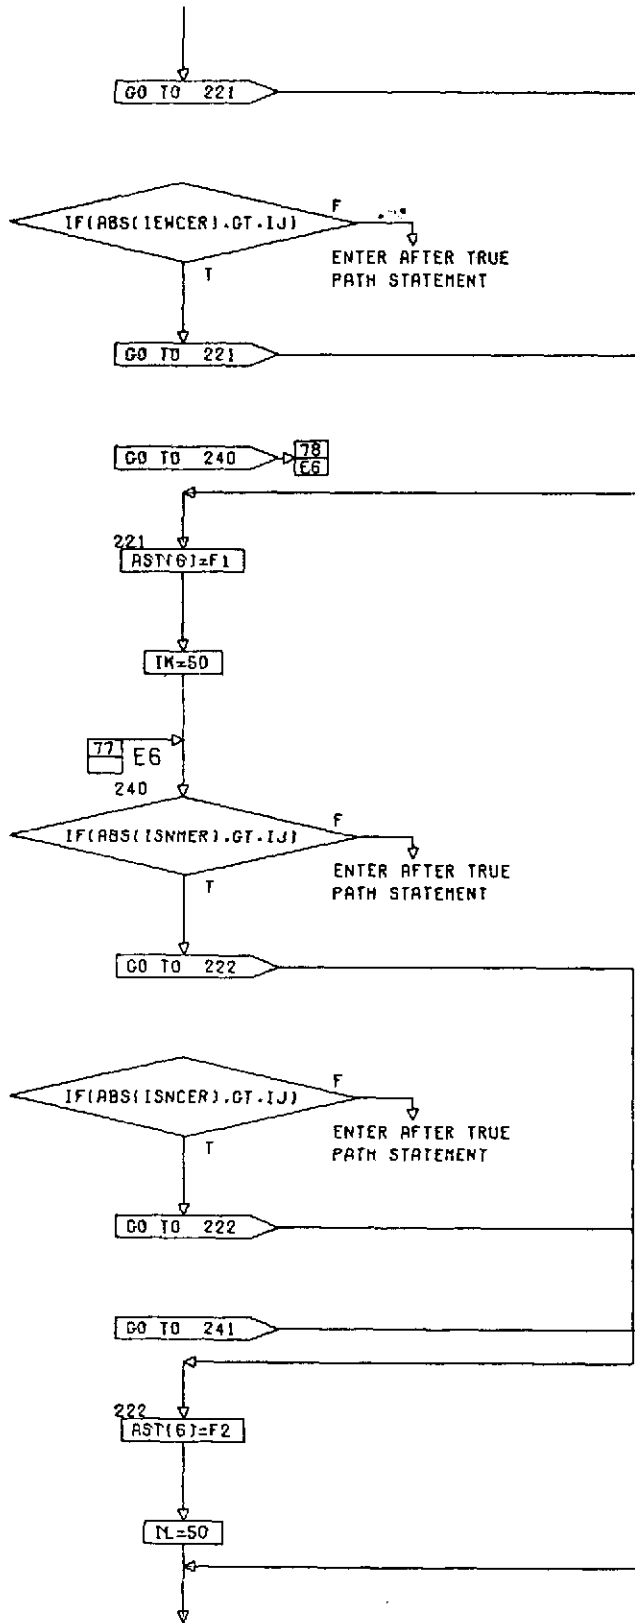 GO TO 221
F
IF(ABS(IEWCER).GT.IJ)
ENTER AFTER TRUE
PATH STATEMENT
T
GO TO 221
GO TO 240
78
E6
221
AST(6)=F1
IK=50
77
E6
240
F
IF(ABS(ISNMER).GT.IJ)
ENTER AFTER TRUE
PATH STATEMENT
T
GO TO 222
F
IF(ABS(ISNCER).GT.IJ)
ENTER AFTER TRUE
PATH STATEMENT
T
GO TO 222
GO TO 241
222
AST(6)=F2
IL=50